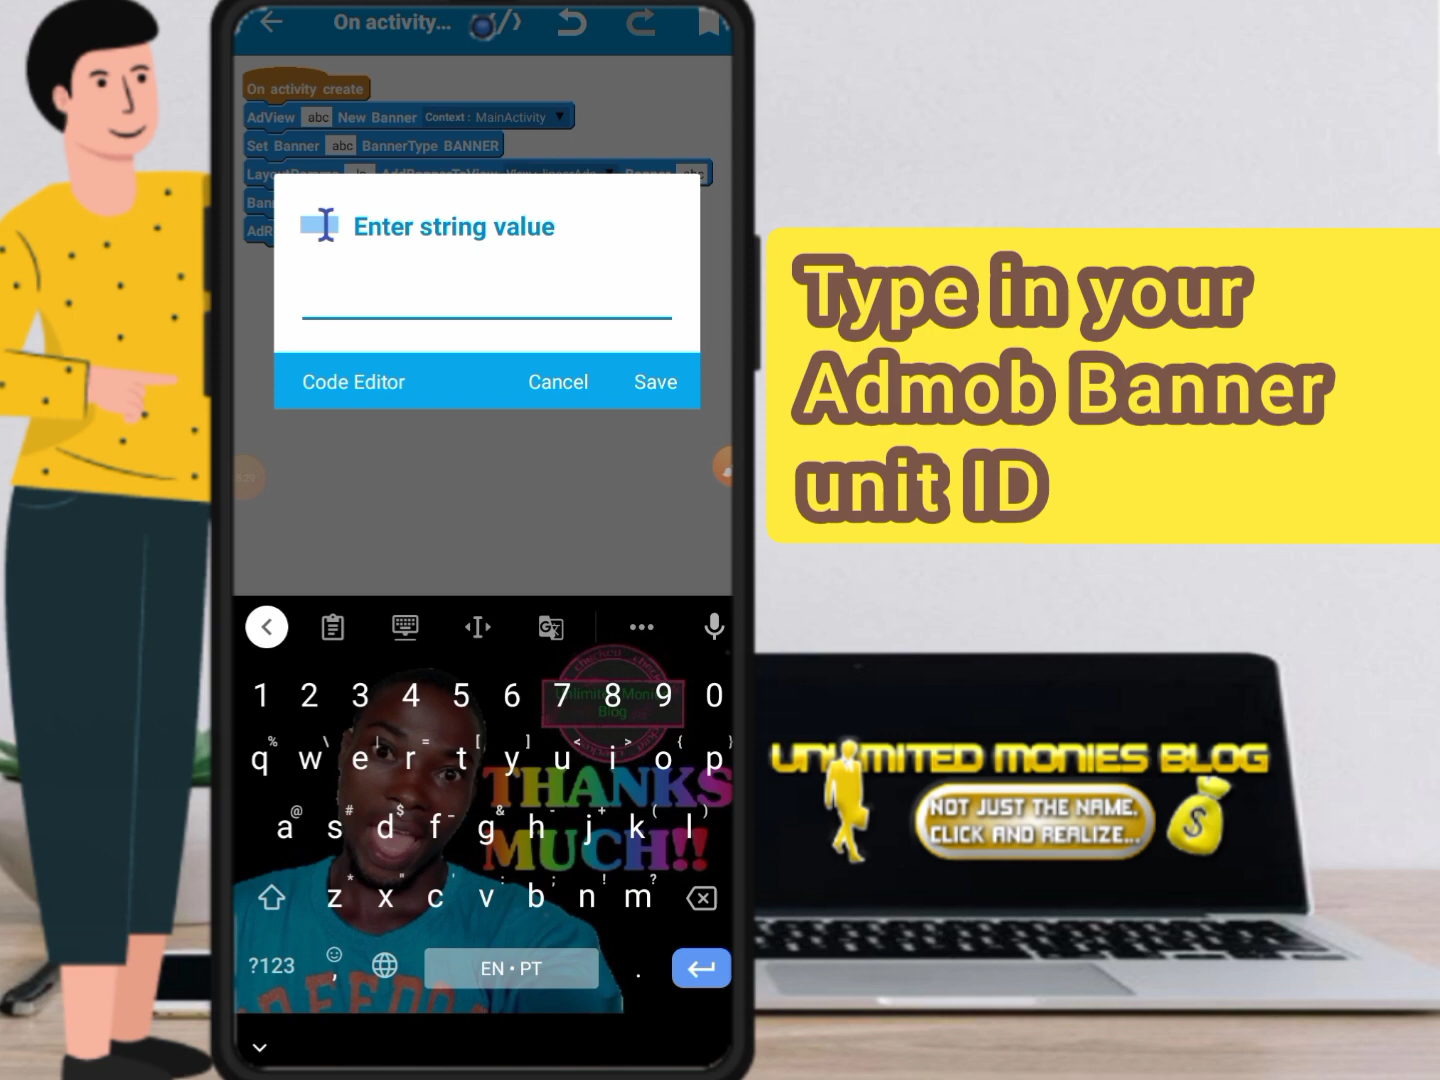 On activity...
On activity create
AdView abc New Banner Context : MainActivity
Set Banner abc BannerType BANNER
Enter string value
Code Editor Cancel Save
Type in your
Admob Banner
unit ID
1 2 3 4 5 6 7 8 9 0
q w e r t y u i o p
a s d f g h j k l
z x c v b n m
?123 , EN • PT .
THANKS
MUCH!!
UNLIMITED MONIES BLOG
NOT JUST THE NAME,
CLICK AND REALIZE...